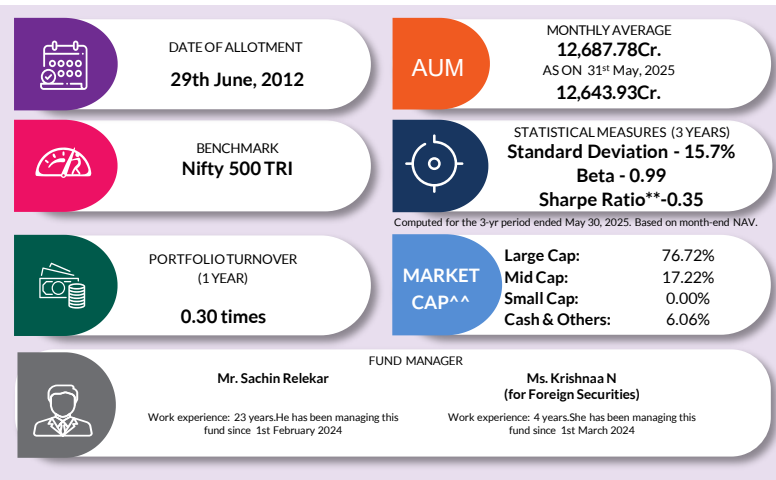 DATE OF ALLOTMENT
29th June, 2012
AUM
MONTHLY AVERAGE
12,687.78Cr.
AS ON 31st May, 2025
12,643.93Cr.
BENCHMARK
Nifty 500 TRI
STATISTICAL MEASURES (3 YEARS)
Standard Deviation - 15.7%
Beta - 0.99
Sharpe Ratio**-0.35
Computed for the 3-yr period ended May 30, 2025. Based on month-end NAV.
PORTFOLIO TURNOVER
(1 YEAR)
0.30 times
MARKET
CAP^^
Large Cap: 76.72%
Mid Cap: 17.22%
Small Cap: 0.00%
Cash & Others: 6.06%
FUND MANAGER
Mr. Sachin Relekar
Work experience: 23 years.He has been managing this
fund since 1st February 2024
Ms. Krishnaa N
(for Foreign Securities)
Work experience: 4 years.She has been managing this
fund since 1st March 2024